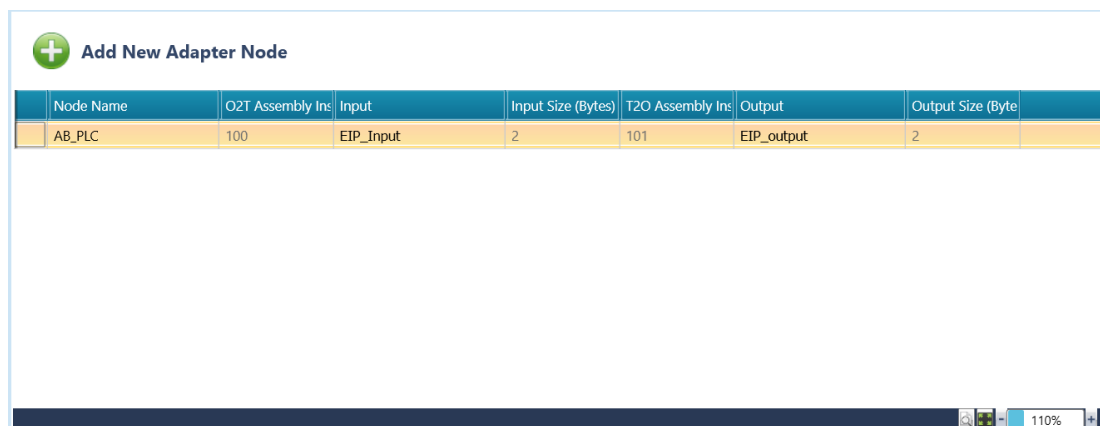 Add New Adapter Node
Node Name O2T Assembly Ins Input Input Size (Bytes) T2O Assembly Ins Output Output Size (Byte
AB_PLC 100 EIP_Input 2 101 EIP_output 2
110%